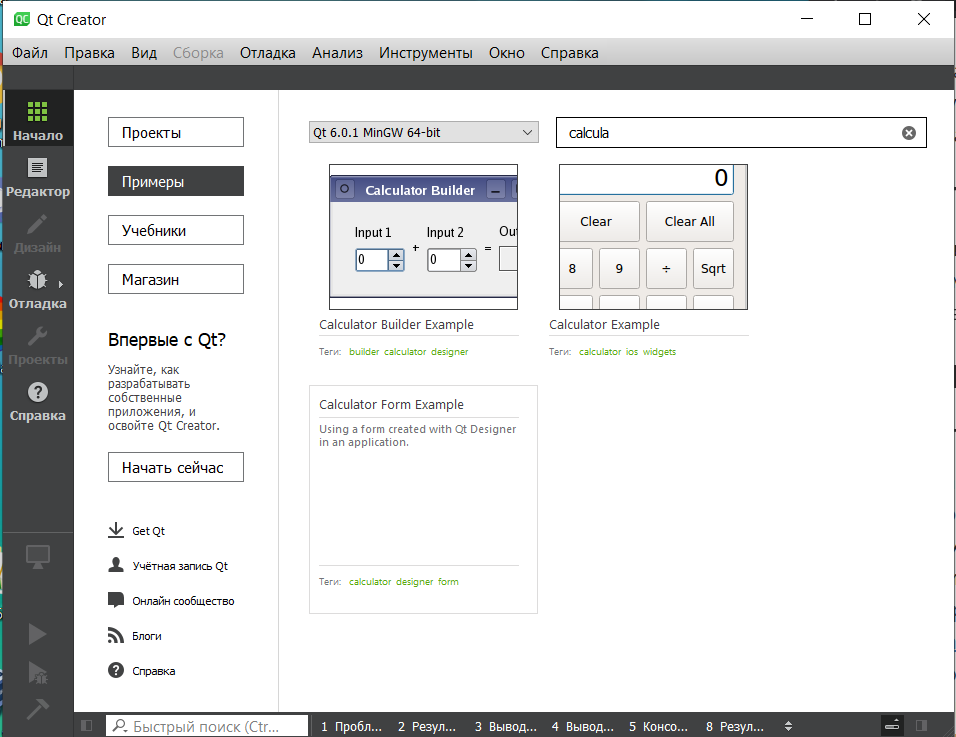 Qt Creator
Файл Правка Вид Сборка Отладка Анализ Инструменты Окно Справка
Начало
Редактор
Дизайн
Отладка
Проекты
Справка
Проекты
Примеры
Учебники
Магазин
Впервые с Qt?
Узнайте, как
разрабатывать
собственные
приложения, и
освойте Qt Creator.
Начать сейчас
Get Qt
Учётная запись Qt
Онлайн сообщество
Блоги
Справка
Qt 6.0.1 MinGW 64-bit
calcula
Calculator Builder
Input 1 Input 2 Ou
0 + 0 =
Calculator Builder Example
Теги: builder calculator designer
0
Clear Clear All
8 9 ÷ Sqrt
Calculator Example
Теги: calculator ios widgets
Calculator Form Example
Using a form created with Qt Designer
in an application.
Теги: calculator designer form
Быстрый поиск (Ctr...
1 Пробл... 2 Резул... 3 Вывод... 4 Вывод... 5 Консо... 8 Резул...